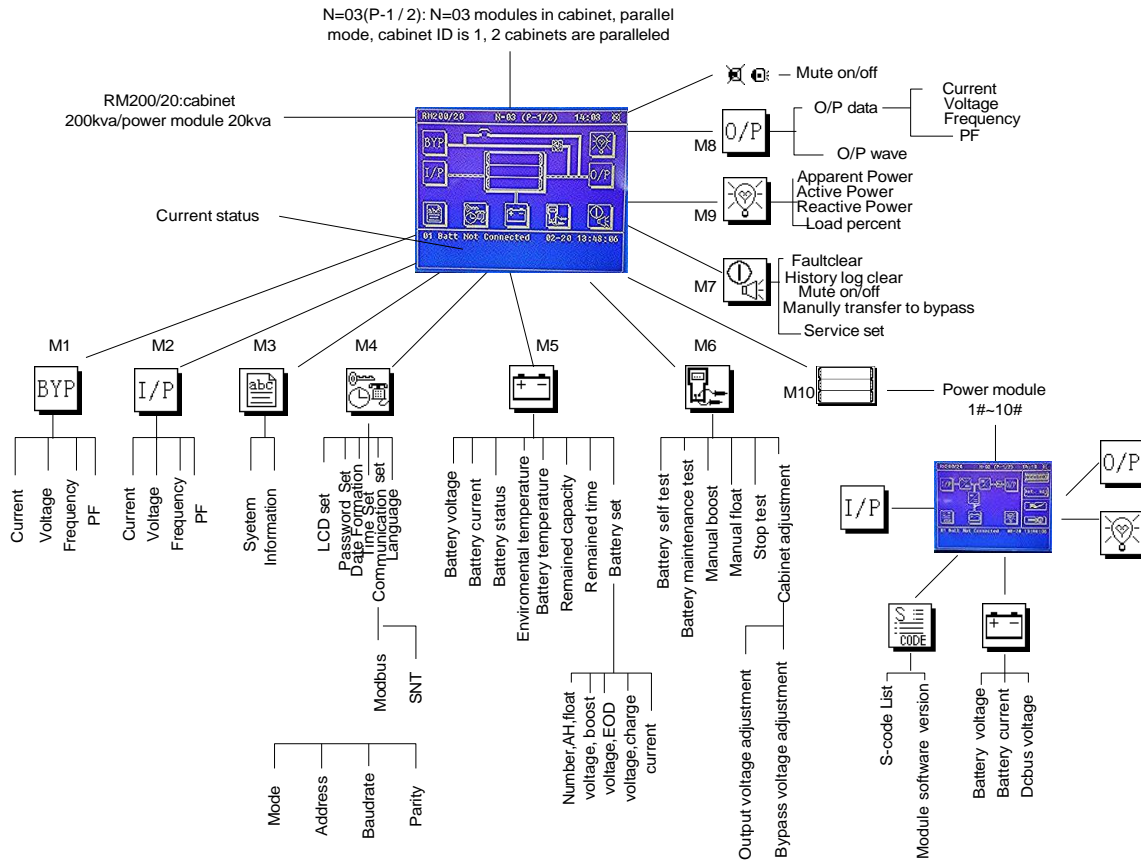 N=03(P-1 / 2): N=03 modules in cabinet, parallel
mode, cabinet ID is 1, 2 cabinets are paralleled
RM200/20:cabinet
200kva/power module 20kva
Current status
RM200/20 N-03 (P-1/2) 14:03
BYP
I/P
O/P
01 Batt Not Connected 02-20 13:48:06
Mute on/off
M8
O/P
O/P data
Current
Voltage
Frequency
PF
O/P wave
M9
Apparent Power
Active Power
Reactive Power
Load percent
M7
Faultclear
History log clear
Mute on/off
Manully transfer to bypass
Service set
M1
BYP
Current
Voltage
Frequency
PF
M2
I/P
Current
Voltage
Frequency
PF
M3
abc
System
Information
M4
LCD set
Password Set
Date Formation
Time Set
Communication set
Language
Modbus
SNT
Mode
Address
Baudrate
Parity
M5
Battery voltage
Battery current
Battery status
Enviromental temperature
Battery temperature
Remained capacity
Remained time
Battery set
Number,AH,float
voltage, boost
voltage,EOD
voltage,charge
current
M6
Battery self test
Battery maintenance test
Manual boost
Manual float
Stop test
Cabinet adjustment
Output voltage adjustment
Bypass voltage adjustment
M10
Power module
1#~10#
I/P
O/P
01 Batt Not Connected
S
CODE
S-code List
Module software version
Battery voltage
Battery current
Dcbus voltage